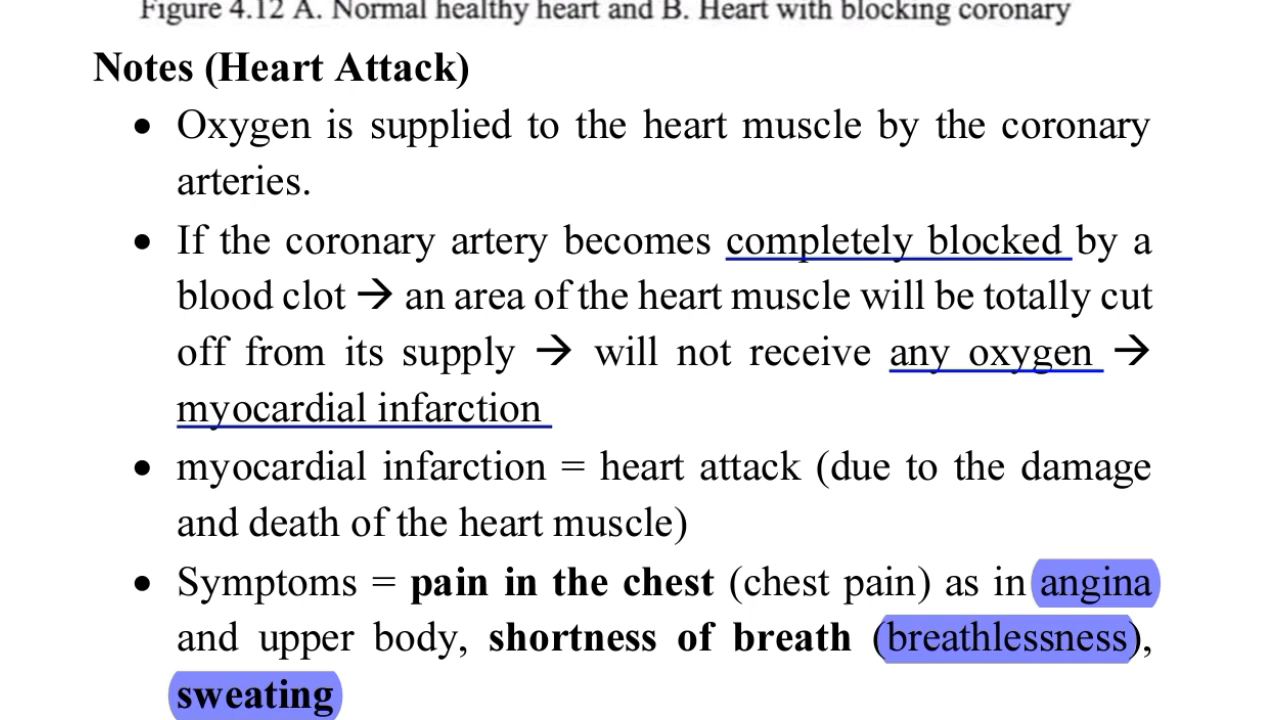 Figure 4.12 A. Normal healthy heart and B. Heart with blocking coronary
Notes (Heart Attack)
• Oxygen is supplied to the heart muscle by the coronary
arteries.
• If the coronary artery becomes completely blocked by a
blood clot → an area of the heart muscle will be totally cut
off from its supply → will not receive any oxygen →
myocardial infarction
• myocardial infarction = heart attack (due to the damage
and death of the heart muscle)
• Symptoms = pain in the chest (chest pain) as in angina
and upper body, shortness of breath (breathlessness),
sweating